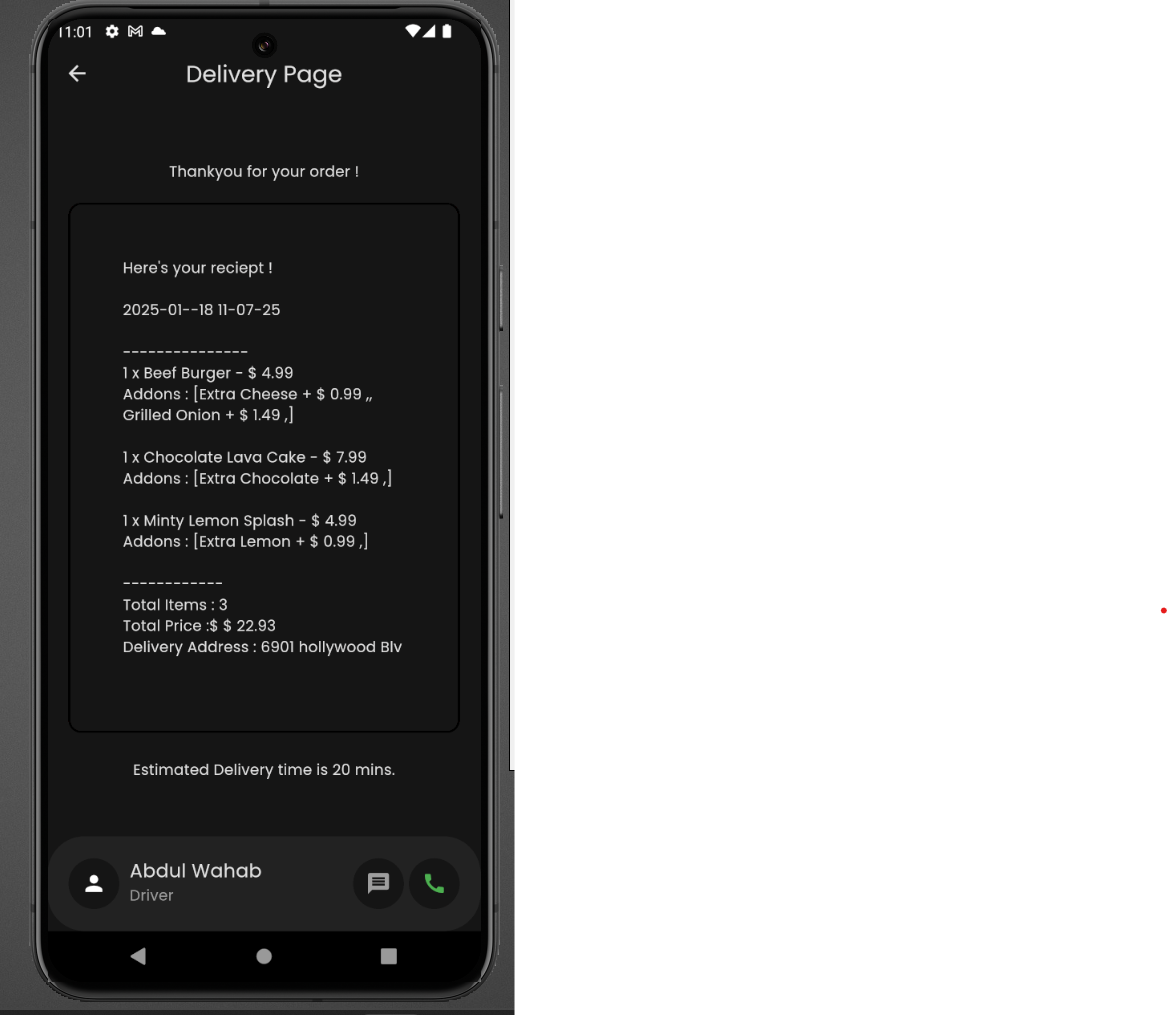 11:01
Delivery Page
Thankyou for your order !
Here's your reciept !
2025-01--18 11-07-25
---------------
1 x Beef Burger - $ 4.99
Addons : [Extra Cheese + $ 0.99 ,,
Grilled Onion + $ 1.49 ,]
1 x Chocolate Lava Cake - $ 7.99
Addons : [Extra Chocolate + $ 1.49 ,]
1 x Minty Lemon Splash - $ 4.99
Addons : [Extra Lemon + $ 0.99 ,]
------------
Total Items : 3
Total Price :$ $ 22.93
Delivery Address : 6901 hollywood Blv
Estimated Delivery time is 20 mins.
Abdul Wahab
Driver